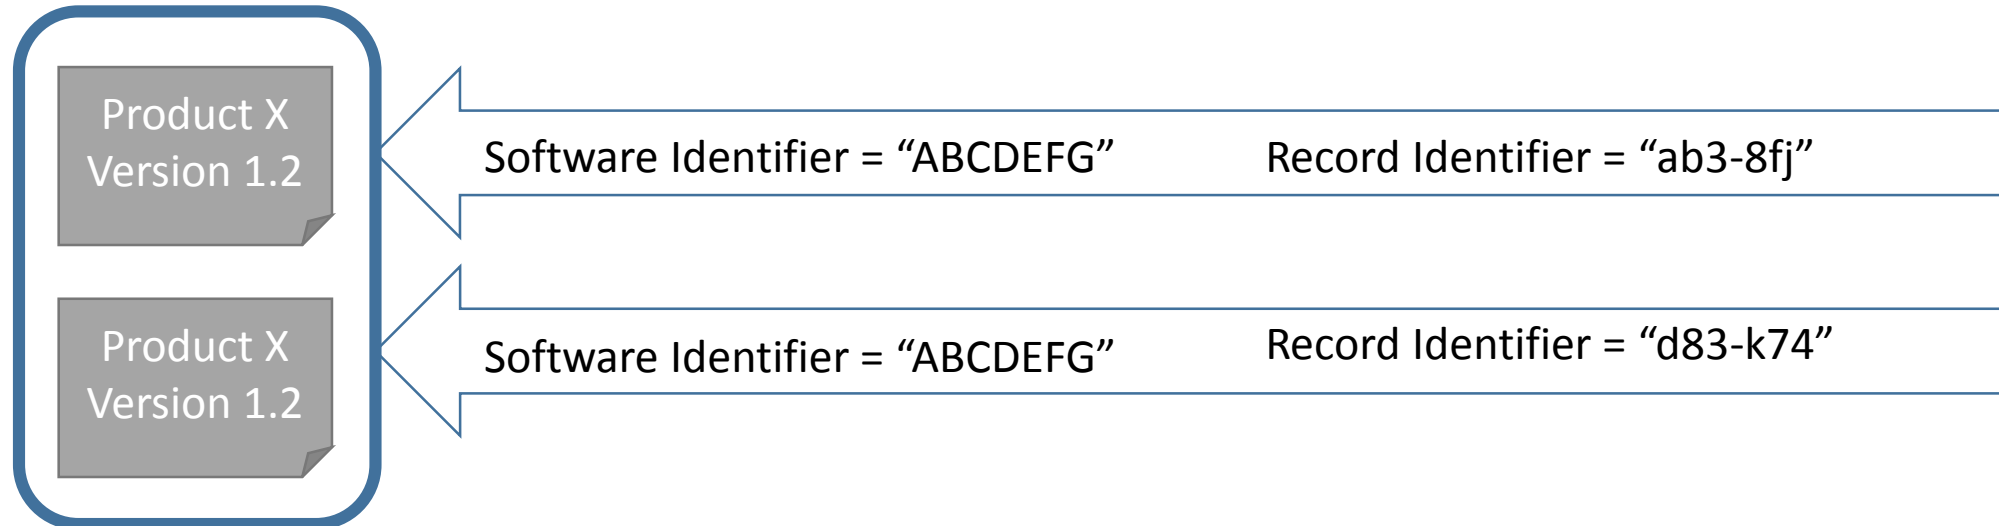 Product X
Version 1.2
Software Identifier = “ABCDEFG”
Record Identifier = “ab3-8fj”
Product X
Version 1.2
Software Identifier = “ABCDEFG”
Record Identifier = “d83-k74”